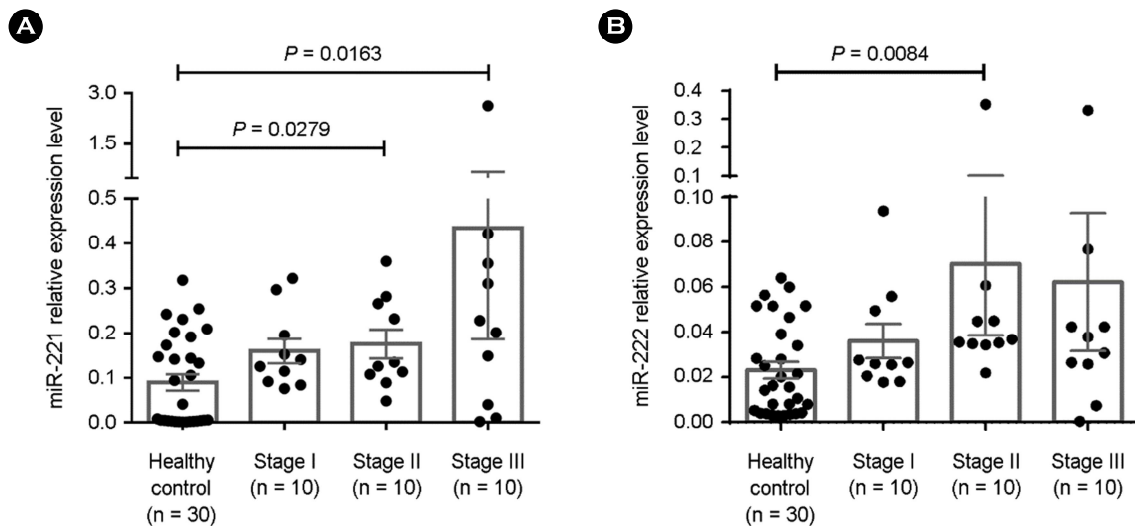 A
P = 0.0163
P = 0.0279
miR-221 relative expression level
3.0
1.5
0.5
0.4
0.3
0.2
0.1
0.0
Healthy
control
(n = 30)
Stage I
(n = 10)
Stage II
(n = 10)
Stage III
(n = 10)
B
P = 0.0084
miR-222 relative expression level
0.4
0.3
0.2
0.1
0.10
0.08
0.06
0.04
0.02
0.00
Healthy
control
(n = 30)
Stage I
(n = 10)
Stage II
(n = 10)
Stage III
(n = 10)